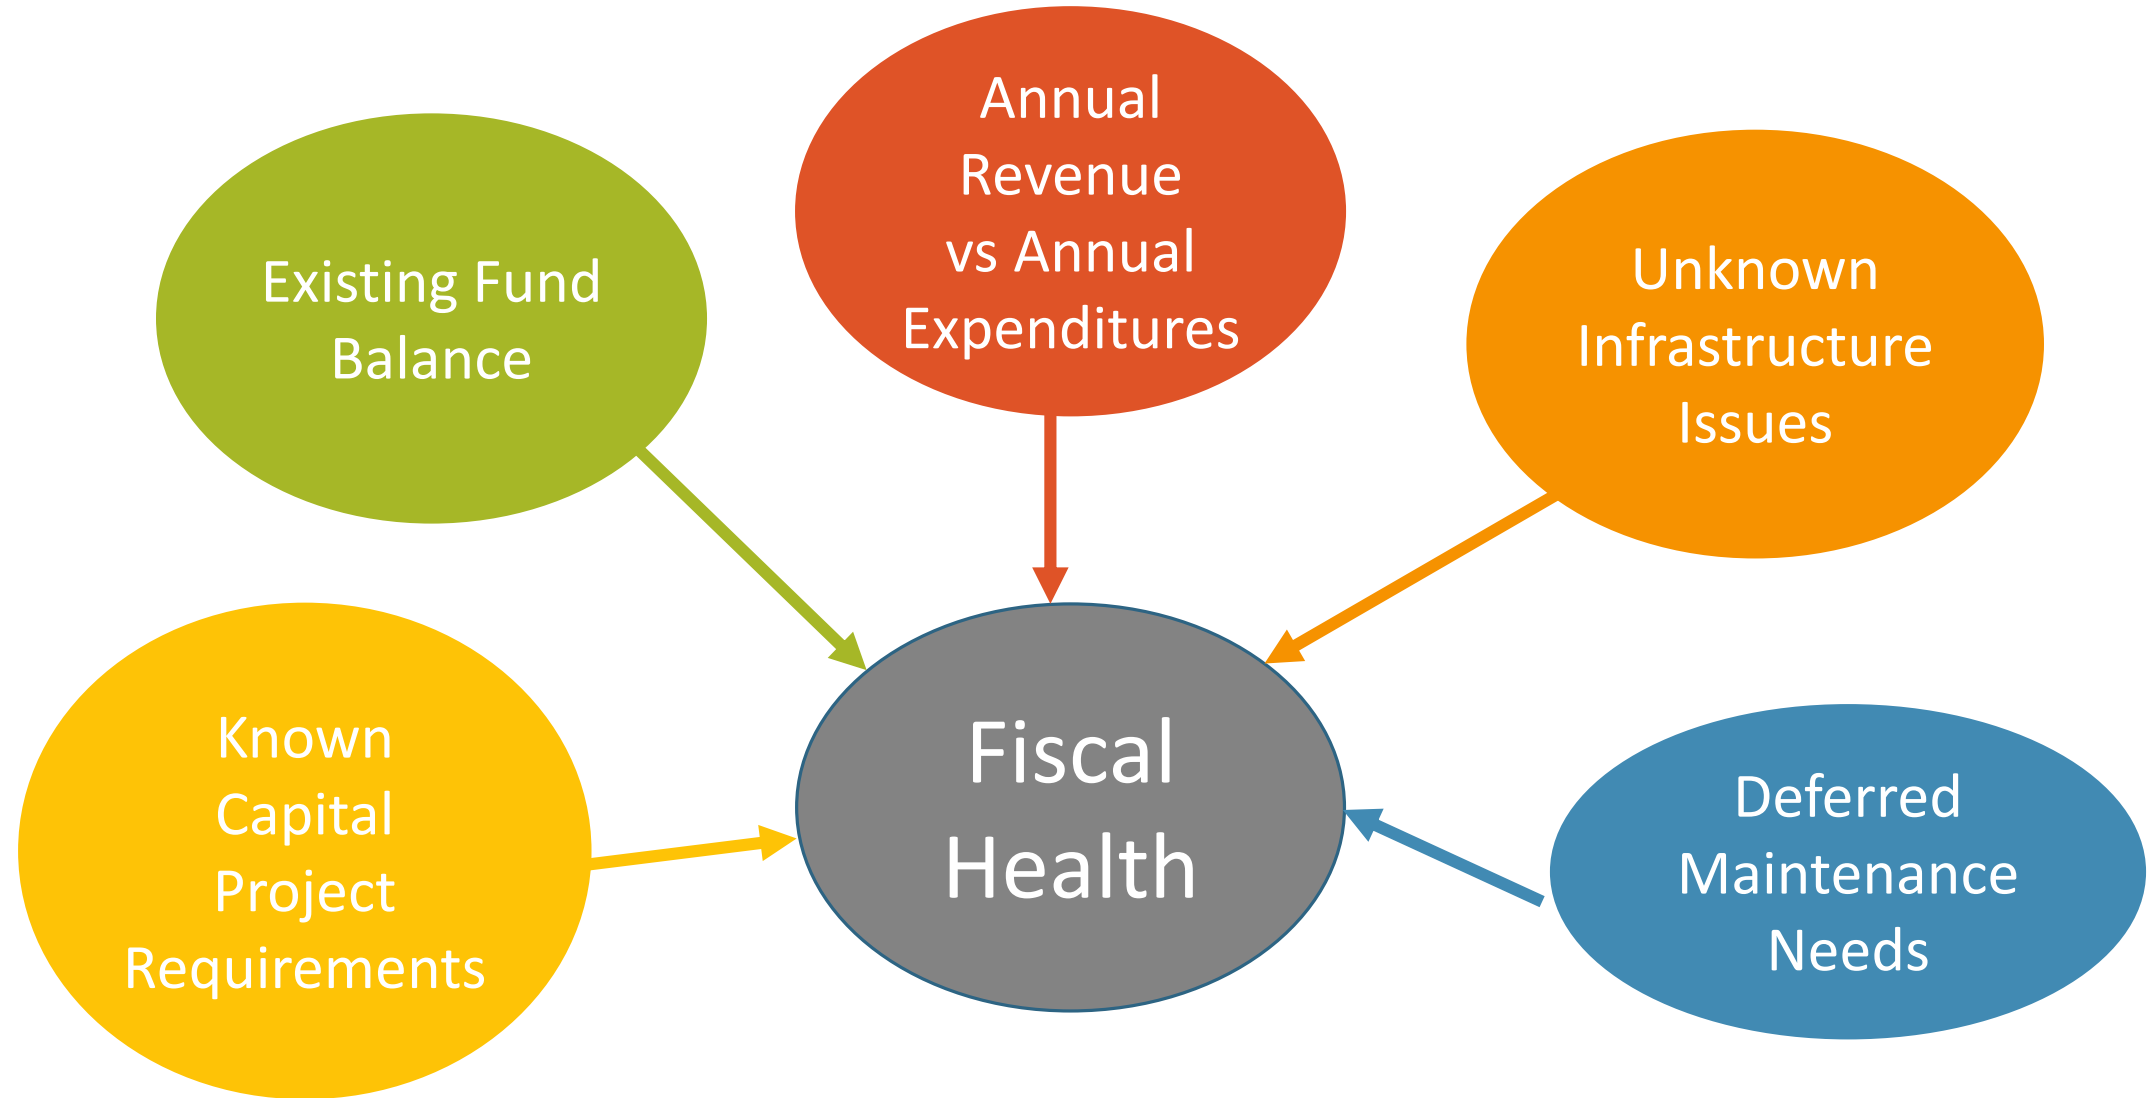 Annual
Revenue
vs Annual
Expenditures
Existing Fund
Balance
Unknown
Infrastructure
Issues
Known
Capital
Project
Requirements
Fiscal
Health
Deferred
Maintenance
Needs